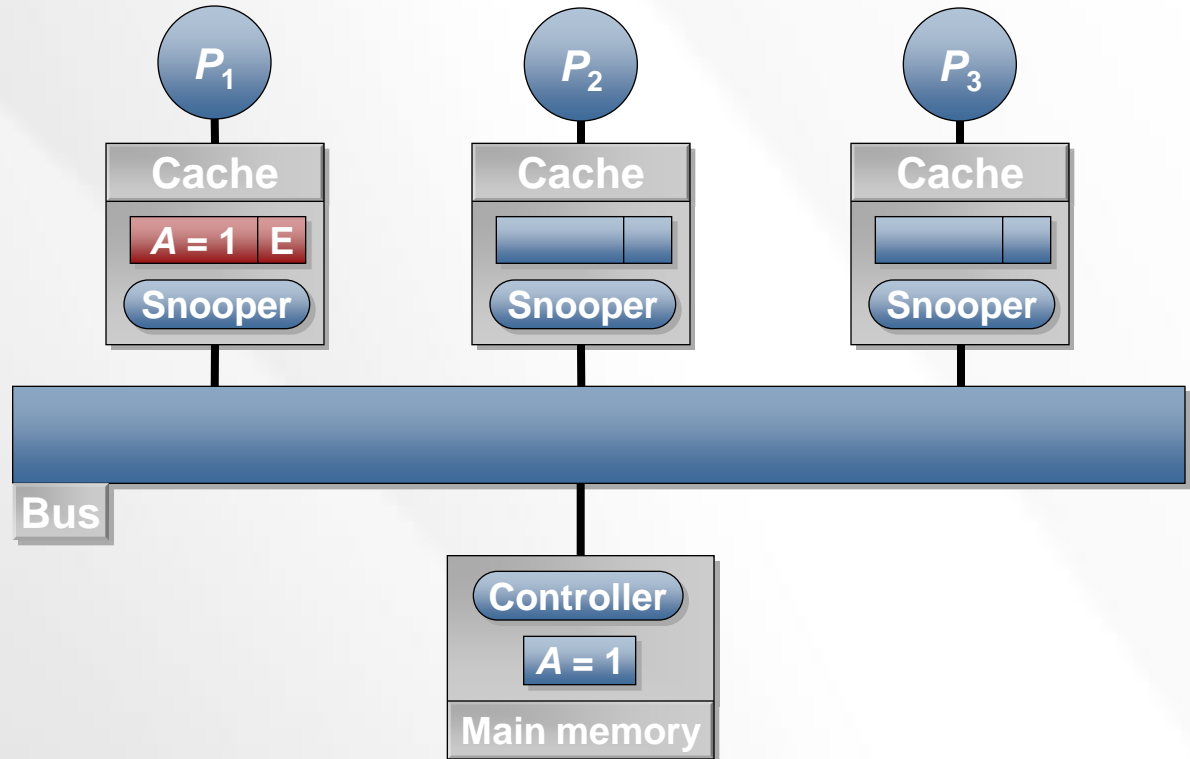 P1
P2
P3
Cache
Cache
Cache
A = 1 E
Snooper
Snooper
Snooper
Bus
Controller
A = 1
Main memory